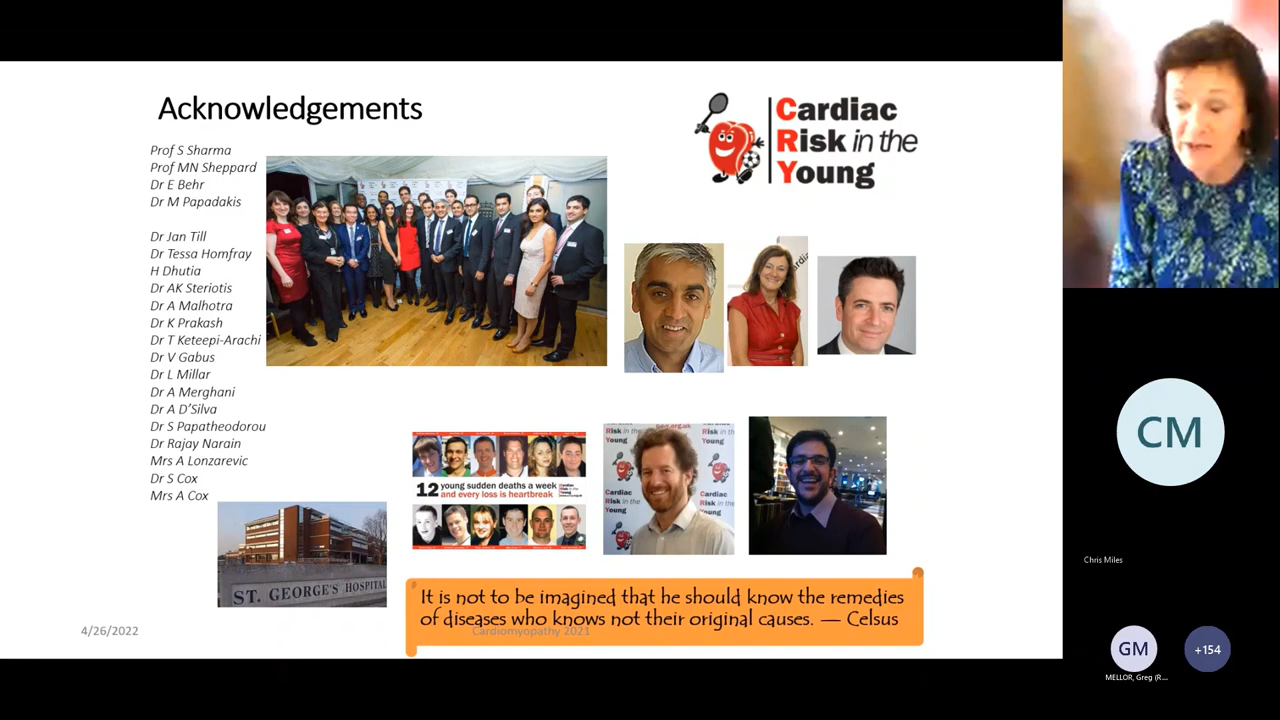 Acknowledgements
Prof S Sharma
Prof MN Sheppard
Dr E Behr
Dr M Papadakis
Dr Jan Till
Dr Tessa Homfray
H Dhutia
Dr AK Steriotis
Dr A Malhotra
Dr K Prakash
Dr T Keteepi-Arachi
Dr V Gabus
Dr L Millar
Dr A Merghani
Dr A D'Silva
Dr S Papatheodorou
Dr Rajay Narain
Mrs A Lonzarevic
Dr S Cox
Mrs A Cox
Cardiac
Risk in the
Young
12 young sudden deaths a week
and every loss is heartbreak
Cardiac
Risk in the
Young
ST. GEORGE'S HOSPITAL
It is not to be imagined that he should know the remedies
of diseases who knows not their original causes. — Celsus
4/26/2022
Cardiomyopathy 2021
CM
Chris Miles
GM
+154
MELLOR, Greg (R...